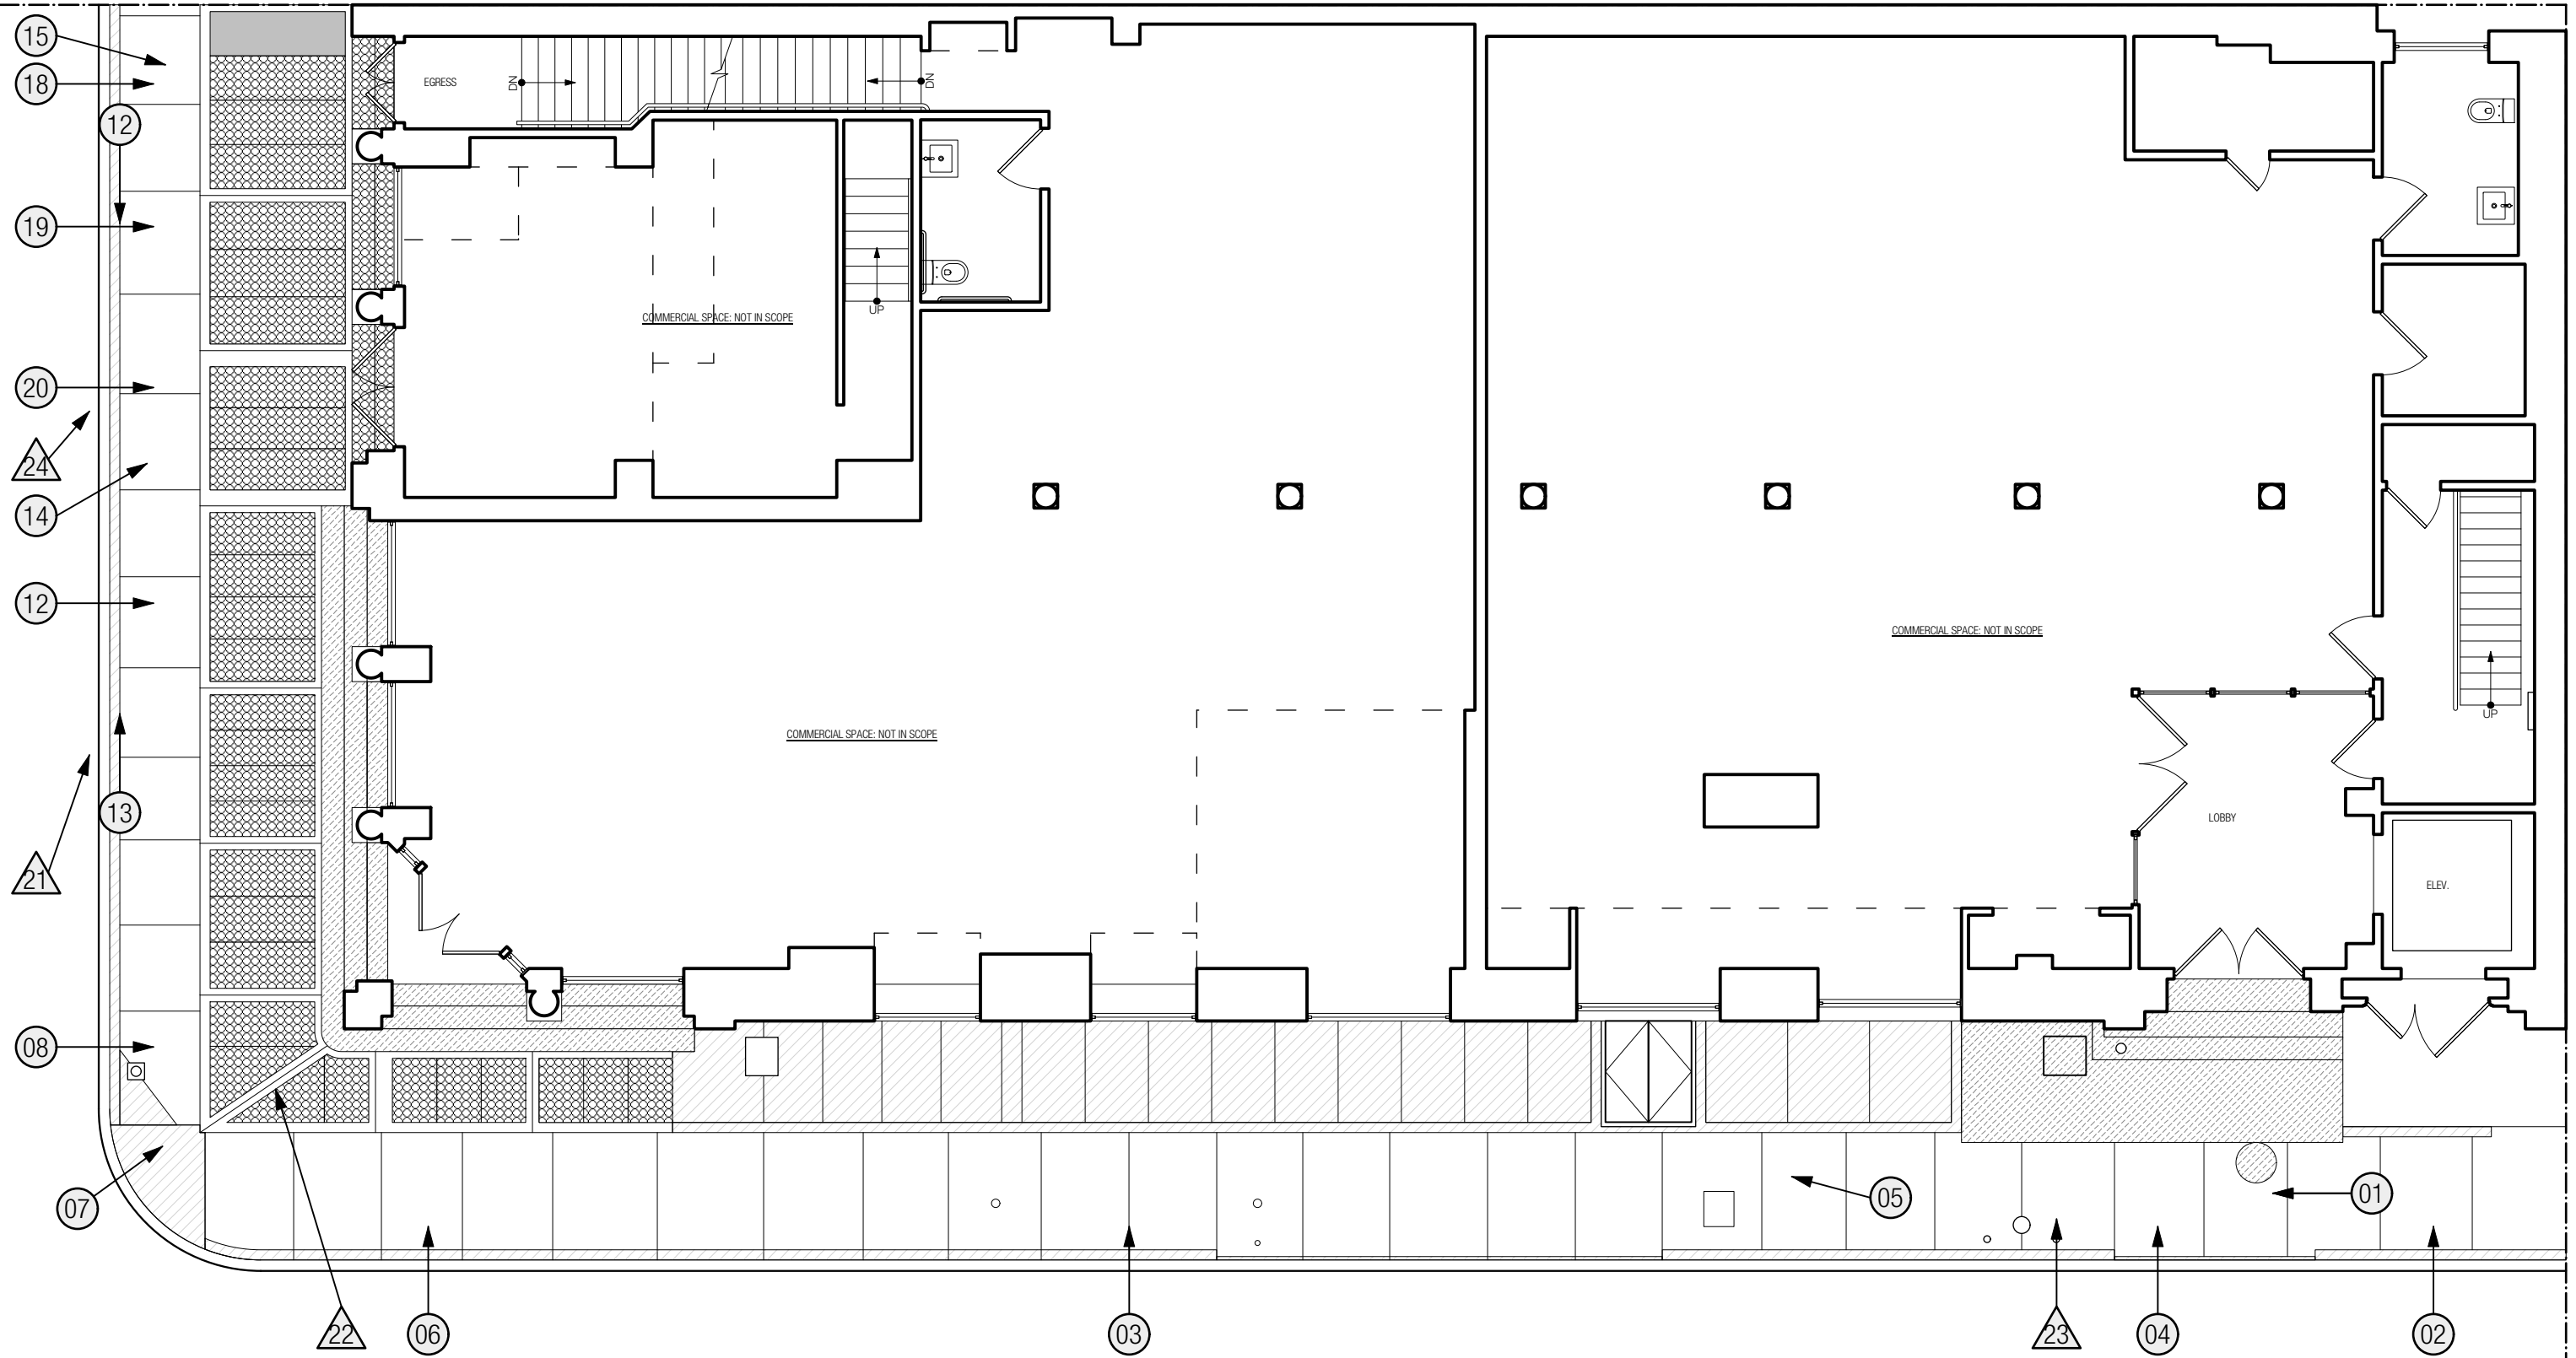 15
18
EGRESS
DN
DN
12
19
COMMERCIAL SPACE: NOT IN SCOPE
UP
20
24
14
12
COMMERCIAL SPACE: NOT IN SCOPE
UP
COMMERCIAL SPACE: NOT IN SCOPE
13
LOBBY
21
ELEV.
08
07
05
01
22
06
03
23
04
02